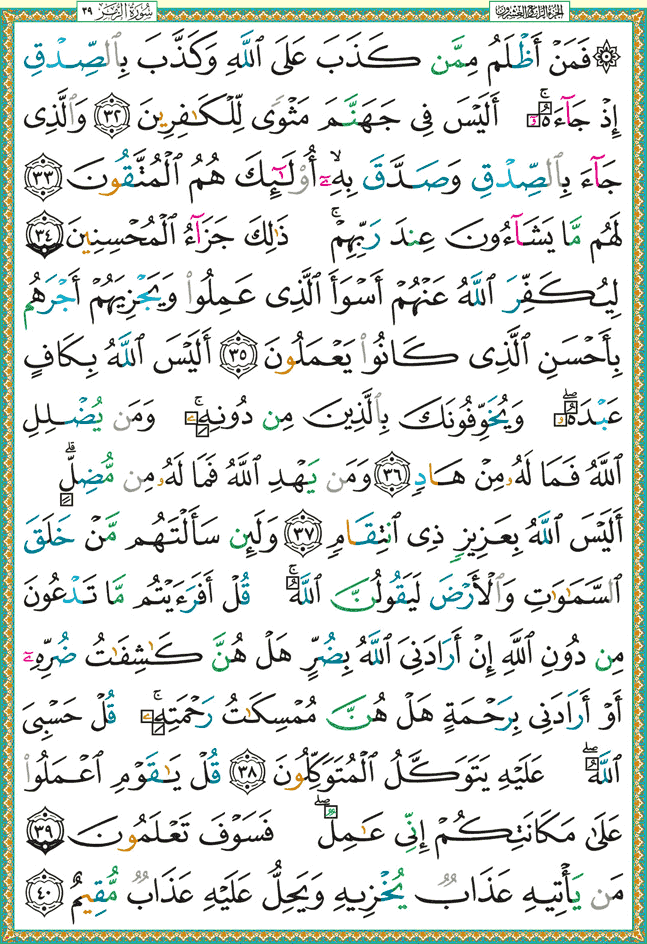 الجزء الرابع والعشرون
سورة الزمر ٣٩
۞ فَمَنْ أَظْلَمُ مِمَّن كَذَبَ عَلَى ٱللَّهِ وَكَذَّبَ بِٱلصِّدْقِ
إِذْ جَآءَهُۥٓ ۚ أَلَيْسَ فِى جَهَنَّمَ مَثْوًى لِّلْكَـٰفِرِينَ ٣٢ وَٱلَّذِى
جَآءَ بِٱلصِّدْقِ وَصَدَّقَ بِهِۦٓ ۙ أُو۟لَـٰٓئِكَ هُمُ ٱلْمُتَّقُونَ ٣٣
لَهُم مَّا يَشَآءُونَ عِندَ رَبِّهِمْ ۚ ذَٰلِكَ جَزَآءُ ٱلْمُحْسِنِينَ ٣٤
لِيُكَفِّرَ ٱللَّهُ عَنْهُمْ أَسْوَأَ ٱلَّذِى عَمِلُوا۟ وَيَجْزِيَهُمْ أَجْرَهُم
بِأَحْسَنِ ٱلَّذِى كَانُوا۟ يَعْمَلُونَ ٣٥ أَلَيْسَ ٱللَّهُ بِكَافٍ
عَبْدَهُۥ ۖ وَيُخَوِّفُونَكَ بِٱلَّذِينَ مِن دُونِهِۦ ۚ وَمَن يُضْلِلِ
ٱللَّهُ فَمَا لَهُۥ مِنْ هَادٍ ٣٦ وَمَن يَهْدِ ٱللَّهُ فَمَا لَهُۥ مِن مُّضِلٍّ ۗ
أَلَيْسَ ٱللَّهُ بِعَزِيزٍ ذِى ٱنتِقَامٍ ٣٧ وَلَئِن سَأَلْتَهُم مَّنْ خَلَقَ
ٱلسَّمَـٰوَٰتِ وَٱلْأَرْضَ لَيَقُولُنَّ ٱللَّهُ ۚ قُلْ أَفَرَءَيْتُم مَّا تَدْعُونَ
مِن دُونِ ٱللَّهِ إِنْ أَرَادَنِىَ ٱللَّهُ بِضُرٍّ هَلْ هُنَّ كَـٰشِفَـٰتُ ضُرِّهِۦٓ
أَوْ أَرَادَنِى بِرَحْمَةٍ هَلْ هُنَّ مُمْسِكَـٰتُ رَحْمَتِهِۦ ۚ قُلْ حَسْبِىَ
ٱللَّهُ ۖ عَلَيْهِ يَتَوَكَّلُ ٱلْمُتَوَكِّلُونَ ٣٨ قُلْ يَـٰقَوْمِ ٱعْمَلُوا۟
عَلَىٰ مَكَانَتِكُمْ إِنِّى عَـٰمِلٌ ۖ فَسَوْفَ تَعْلَمُونَ ٣٩
مَن يَأْتِيهِ عَذَابٌ يُخْزِيهِ وَيَحِلُّ عَلَيْهِ عَذَابٌ مُّقِيمٌ ٤٠